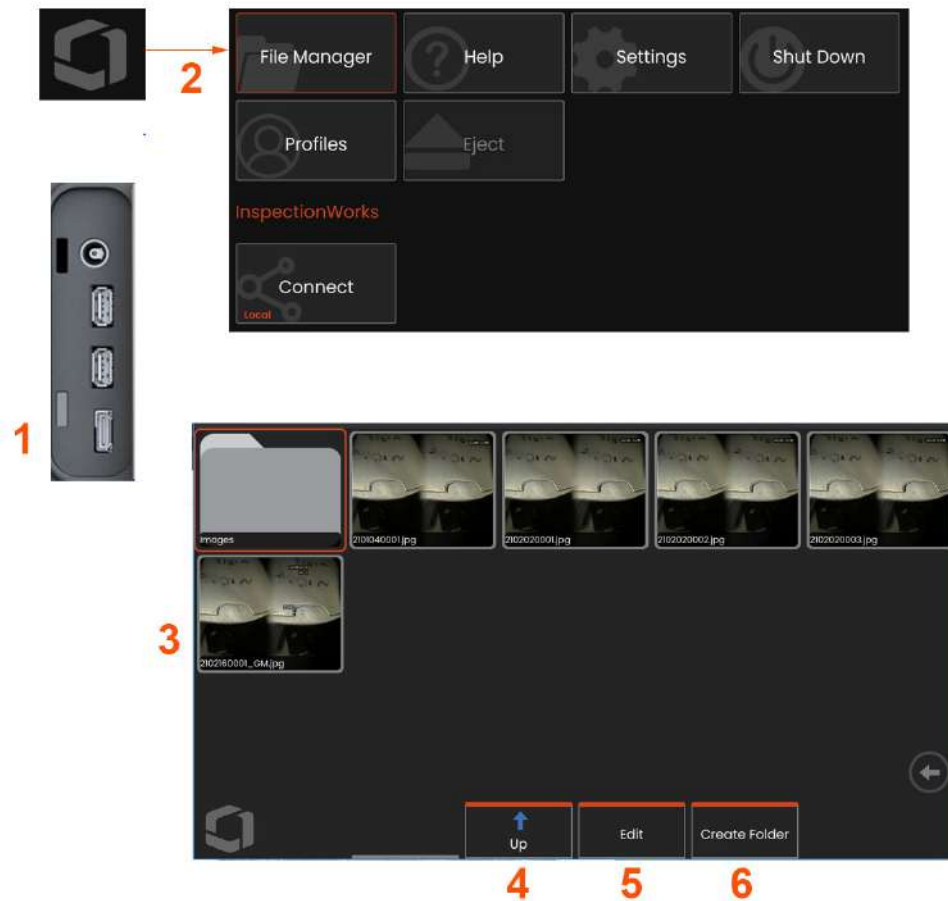 2
File Manager
Help
Settings
Shut Down
Profiles
Eject
InspectionWorks
Connect
Local
1
Images
2101040001.jpg
2102020001.jpg
2102020002.jpg
2102020003.jpg
3
2102160001_GM.jpg
Up
Edit
Create Folder
4
5
6